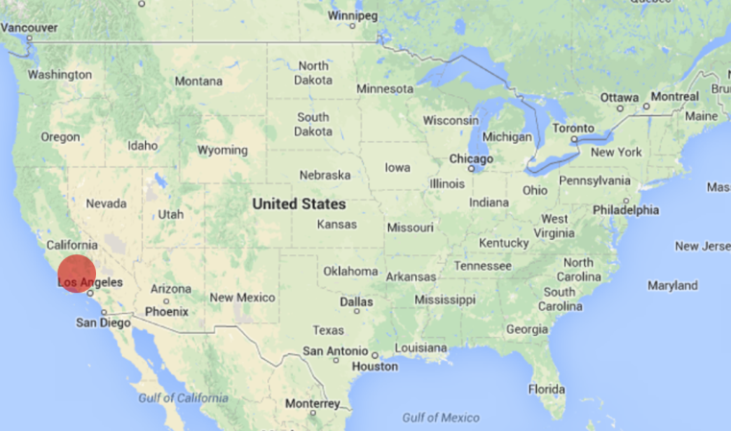 Quebec
Winnipeg
Vancouver
Washington
Montana
North
Dakota
Minnesota
Ottawa
Montreal
Maine
South
Dakota
Wisconsin
Michigan
Toronto
Oregon
Idaho
Wyoming
Chicago
New York
Iowa
Nebraska
Illinois
Ohio
Pennsylvania
Nevada
Utah
United States
Indiana
Philadelphia
Kansas
Missouri
West
Virginia
California
Kentucky
New Jerse
Los Angeles
Arizona
Oklahoma
Arkansas
Tennessee
North
Carolina
Maryland
New Mexico
Phoenix
Dallas
Mississippi
South
Carolina
San Diego
Texas
Georgia
San Antonio
Houston
Louisiana
Gulf of California
Monterrey
Florida
Gulf of Mexico